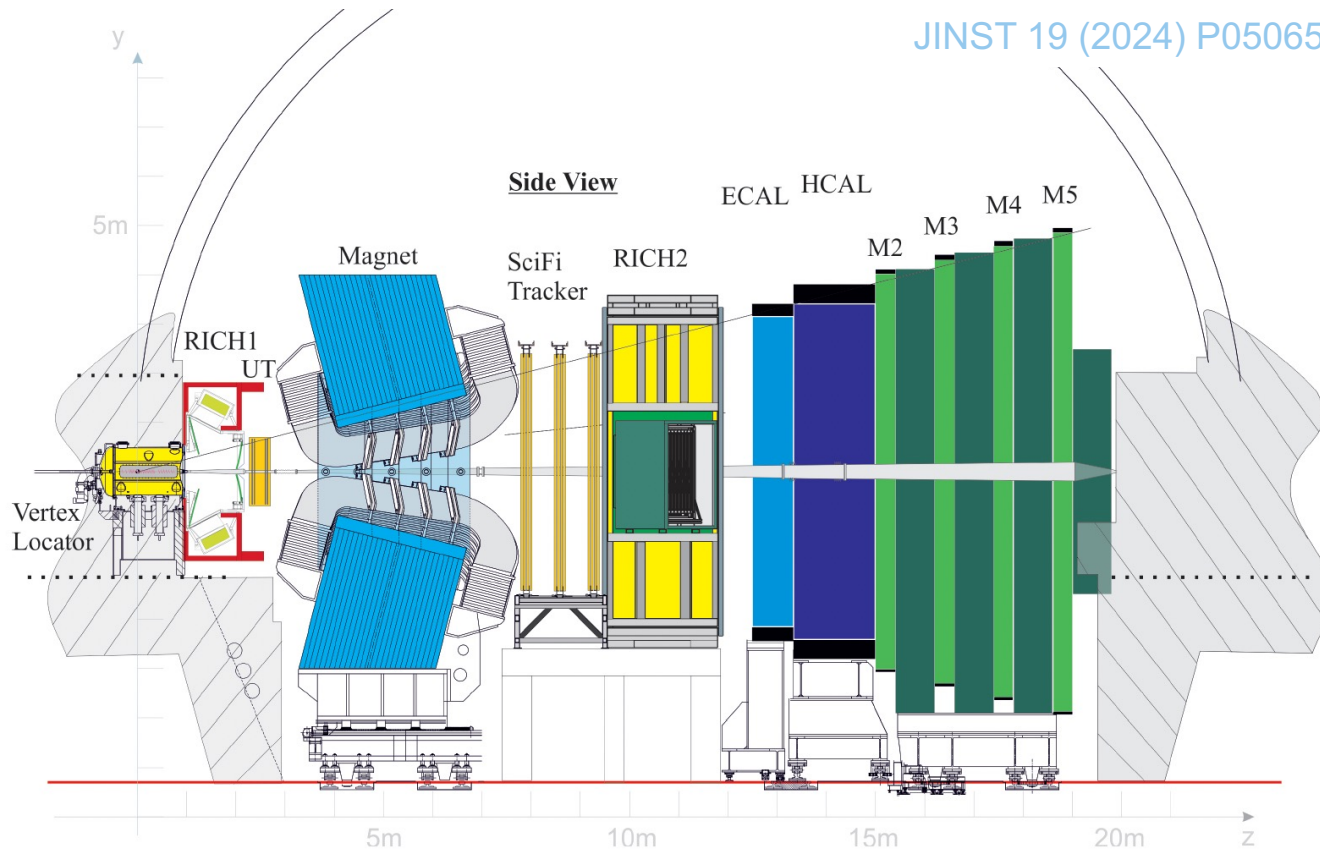 JINST 19 (2024) P05065
y
Side View
ECAL
HCAL
M4
M5
5m
M3
M2
Magnet
SciFi
Tracker
RICH2
RICH1
UT
Vertex
Locator
5m
10m
15m
20m
z